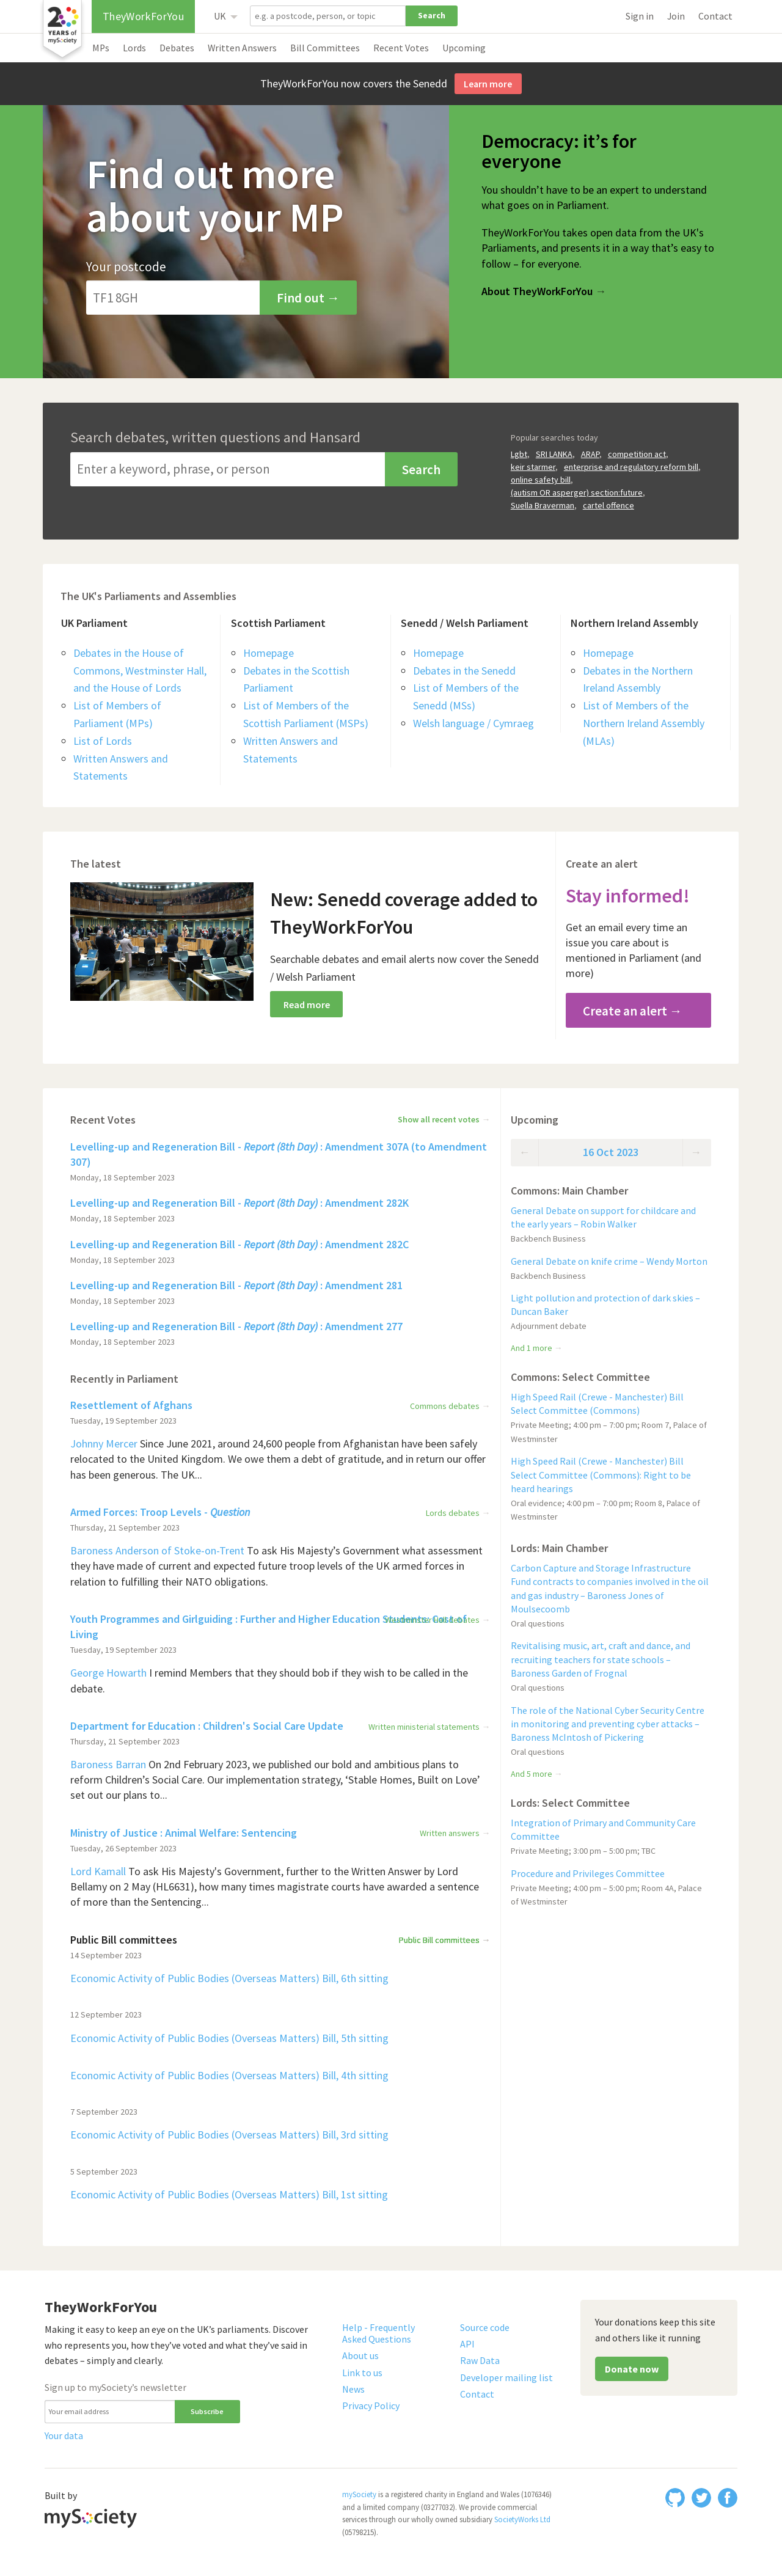 20
YEARS of
mySociety
TheyWorkForYou
UK
e.g. a postcode, person, or topic
Search
Sign in
Join
Contact
MPs
Lords
Debates
Written Answers
Bill Committees
Recent Votes
Upcoming
TheyWorkForYou now covers the Senedd
Learn more
Find out more
about your MP
Your postcode
TF1 8GH
Find out →
Democracy: it’s for
everyone
You shouldn’t have to be an expert to understand
what goes on in Parliament.
TheyWorkForYou takes open data from the UK's
Parliaments, and presents it in a way that’s easy to
follow – for everyone.
About TheyWorkForYou →
Search debates, written questions and Hansard
Enter a keyword, phrase, or person
Search
Popular searches today
Lgbt, SRI LANKA, ARAP, competition act,
keir starmer, enterprise and regulatory reform bill,
online safety bill,
(autism OR asperger) section:future,
Suella Braverman, cartel offence
The UK's Parliaments and Assemblies
UK Parliament
Debates in the House of
Commons, Westminster Hall,
and the House of Lords
List of Members of
Parliament (MPs)
List of Lords
Written Answers and
Statements
Scottish Parliament
Homepage
Debates in the Scottish
Parliament
List of Members of the
Scottish Parliament (MSPs)
Written Answers and
Statements
Senedd / Welsh Parliament
Homepage
Debates in the Senedd
List of Members of the
Senedd (MSs)
Welsh language / Cymraeg
Northern Ireland Assembly
Homepage
Debates in the Northern
Ireland Assembly
List of Members of the
Northern Ireland Assembly
(MLAs)
The latest
New: Senedd coverage added to
TheyWorkForYou
Searchable debates and email alerts now cover the Senedd
/ Welsh Parliament
Read more
Create an alert
Stay informed!
Get an email every time an
issue you care about is
mentioned in Parliament (and
more)
Create an alert →
Recent Votes
Show all recent votes →
Levelling-up and Regeneration Bill - Report (8th Day) : Amendment 307A (to Amendment
307)
Monday, 18 September 2023
Levelling-up and Regeneration Bill - Report (8th Day) : Amendment 282K
Monday, 18 September 2023
Levelling-up and Regeneration Bill - Report (8th Day) : Amendment 282C
Monday, 18 September 2023
Levelling-up and Regeneration Bill - Report (8th Day) : Amendment 281
Monday, 18 September 2023
Levelling-up and Regeneration Bill - Report (8th Day) : Amendment 277
Monday, 18 September 2023
Recently in Parliament
Resettlement of Afghans
Commons debates →
Tuesday, 19 September 2023
Johnny Mercer Since June 2021, around 24,600 people from Afghanistan have been safely
relocated to the United Kingdom. We owe them a debt of gratitude, and in return our offer
has been generous. The UK...
Armed Forces: Troop Levels - Question
Lords debates →
Thursday, 21 September 2023
Baroness Anderson of Stoke-on-Trent To ask His Majesty’s Government what assessment
they have made of current and expected future troop levels of the UK armed forces in
relation to fulfilling their NATO obligations.
Youth Programmes and Girlguiding : Further and Higher Education Students: Cost of
Living
Tuesday, 19 September 2023
George Howarth I remind Members that they should bob if they wish to be called in the
debate.
Department for Education : Children's Social Care Update
Written ministerial statements →
Thursday, 21 September 2023
Baroness Barran On 2nd February 2023, we published our bold and ambitious plans to
reform Children’s Social Care. Our implementation strategy, ‘Stable Homes, Built on Love’
set out our plans to...
Ministry of Justice : Animal Welfare: Sentencing
Written answers →
Tuesday, 26 September 2023
Lord Kamall To ask His Majesty's Government, further to the Written Answer by Lord
Bellamy on 2 May (HL6631), how many times magistrate courts have awarded a sentence
of more than the Sentencing...
Public Bill committees
Public Bill committees →
14 September 2023
Economic Activity of Public Bodies (Overseas Matters) Bill, 6th sitting
12 September 2023
Economic Activity of Public Bodies (Overseas Matters) Bill, 5th sitting
Economic Activity of Public Bodies (Overseas Matters) Bill, 4th sitting
7 September 2023
Economic Activity of Public Bodies (Overseas Matters) Bill, 3rd sitting
5 September 2023
Economic Activity of Public Bodies (Overseas Matters) Bill, 1st sitting
Upcoming
← 16 Oct 2023 →
Commons: Main Chamber
General Debate on support for childcare and
the early years – Robin Walker
Backbench Business
General Debate on knife crime – Wendy Morton
Backbench Business
Light pollution and protection of dark skies –
Duncan Baker
Adjournment debate
And 1 more →
Commons: Select Committee
High Speed Rail (Crewe - Manchester) Bill
Select Committee (Commons)
Private Meeting; 4:00 pm – 7:00 pm; Room 7, Palace of
Westminster
High Speed Rail (Crewe - Manchester) Bill
Select Committee (Commons): Right to be
heard hearings
Oral evidence; 4:00 pm – 7:00 pm; Room 8, Palace of
Westminster
Lords: Main Chamber
Carbon Capture and Storage Infrastructure
Fund contracts to companies involved in the oil
and gas industry – Baroness Jones of
Moulsecoomb
Oral questions
Revitalising music, art, craft and dance, and
recruiting teachers for state schools –
Baroness Garden of Frognal
Oral questions
The role of the National Cyber Security Centre
in monitoring and preventing cyber attacks –
Baroness McIntosh of Pickering
Oral questions
And 5 more →
Lords: Select Committee
Integration of Primary and Community Care
Committee
Private Meeting; 3:00 pm – 5:00 pm; TBC
Procedure and Privileges Committee
Private Meeting; 4:00 pm – 5:00 pm; Room 4A, Palace
of Westminster
TheyWorkForYou
Making it easy to keep an eye on the UK’s parliaments. Discover
who represents you, how they’ve voted and what they’ve said in
debates – simply and clearly.
Sign up to mySociety’s newsletter
Your email address
Subscribe
Your data
Help - Frequently
Asked Questions
About us
Link to us
News
Privacy Policy
Source code
API
Raw Data
Developer mailing list
Contact
Your donations keep this site
and others like it running
Donate now
Built by
mySociety
mySociety is a registered charity in England and Wales (1076346)
and a limited company (03277032). We provide commercial
services through our wholly owned subsidiary SocietyWorks Ltd
(05798215).